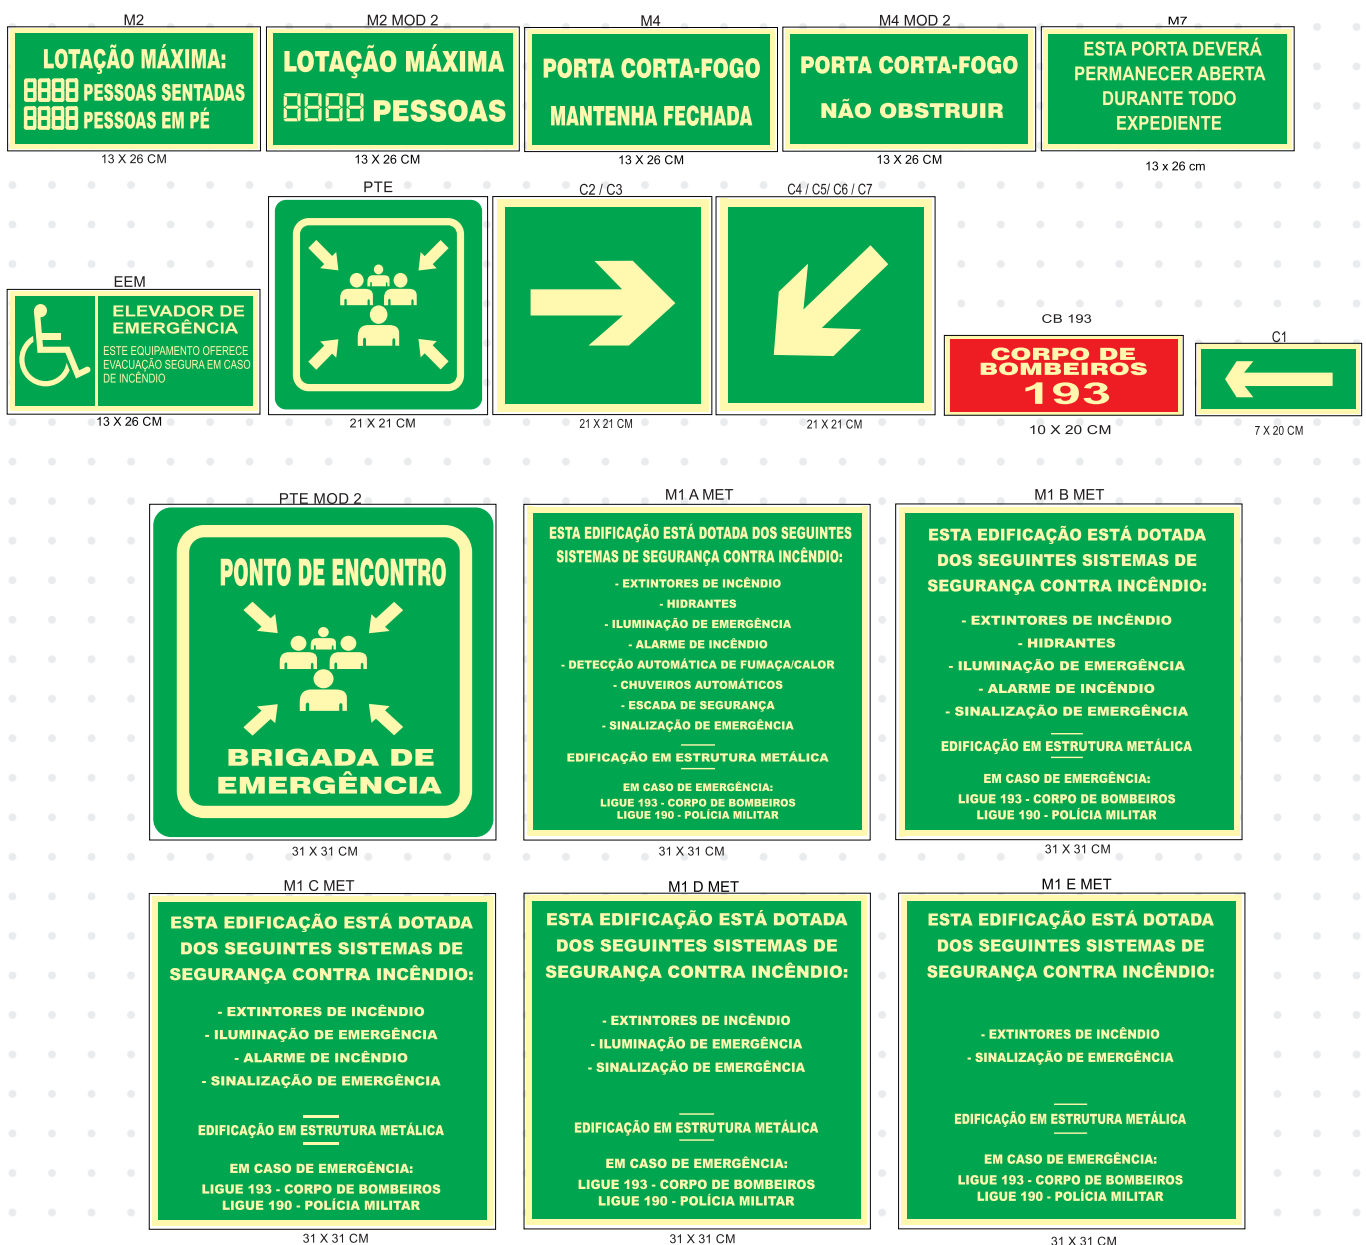 M2
LOTAÇÃO MÁXIMA:
8888 PESSOAS SENTADAS
8888 PESSOAS EM PÉ
13 X 26 CM
M2 MOD 2
LOTAÇÃO MÁXIMA
8888 PESSOAS
13 X 26 CM
M4
PORTA CORTA-FOGO
MANTENHA FECHADA
13 X 26 CM
M4 MOD 2
PORTA CORTA-FOGO
NÃO OBSTRUIR
13 X 26 CM
M7
ESTA PORTA DEVERÁ
PERMANECER ABERTA
DURANTE TODO
EXPEDIENTE
13 x 26 cm
EEM
ELEVADOR DE
EMERGÊNCIA
ESTE EQUIPAMENTO OFERECE
EVACUAÇÃO SEGURA EM CASO
DE INCÊNDIO
13 X 26 CM
PTE
21 X 21 CM
C2 / C3
21 X 21 CM
C4 / C5/ C6 / C7
21 X 21 CM
CB 193
CORPO DE
BOMBEIROS
193
10 X 20 CM
C1
7 X 20 CM
PTE MOD 2
PONTO DE ENCONTRO
BRIGADA DE
EMERGÊNCIA
31 X 31 CM
M1 A MET
ESTA EDIFICAÇÃO ESTÁ DOTADA DOS SEGUINTES
SISTEMAS DE SEGURANÇA CONTRA INCÊNDIO:
- EXTINTORES DE INCÊNDIO
- HIDRANTES
- ILUMINAÇÃO DE EMERGÊNCIA
- ALARME DE INCÊNDIO
- DETECÇÃO AUTOMÁTICA DE FUMAÇA/CALOR
- CHUVEIROS AUTOMÁTICOS
- ESCADA DE SEGURANÇA
- SINALIZAÇÃO DE EMERGÊNCIA
EDIFICAÇÃO EM ESTRUTURA METÁLICA
EM CASO DE EMERGÊNCIA:
LIGUE 193 - CORPO DE BOMBEIROS
LIGUE 190 - POLÍCIA MILITAR
31 X 31 CM
M1 B MET
ESTA EDIFICAÇÃO ESTÁ DOTADA
DOS SEGUINTES SISTEMAS DE
SEGURANÇA CONTRA INCÊNDIO:
- EXTINTORES DE INCÊNDIO
- HIDRANTES
- ILUMINAÇÃO DE EMERGÊNCIA
- ALARME DE INCÊNDIO
- SINALIZAÇÃO DE EMERGÊNCIA
EDIFICAÇÃO EM ESTRUTURA METÁLICA
EM CASO DE EMERGÊNCIA:
LIGUE 193 - CORPO DE BOMBEIROS
LIGUE 190 - POLÍCIA MILITAR
31 X 31 CM
M1 C MET
ESTA EDIFICAÇÃO ESTÁ DOTADA
DOS SEGUINTES SISTEMAS DE
SEGURANÇA CONTRA INCÊNDIO:
- EXTINTORES DE INCÊNDIO
- ILUMINAÇÃO DE EMERGÊNCIA
- ALARME DE INCÊNDIO
- SINALIZAÇÃO DE EMERGÊNCIA
EDIFICAÇÃO EM ESTRUTURA METÁLICA
EM CASO DE EMERGÊNCIA:
LIGUE 193 - CORPO DE BOMBEIROS
LIGUE 190 - POLÍCIA MILITAR
31 X 31 CM
M1 D MET
ESTA EDIFICAÇÃO ESTÁ DOTADA
DOS SEGUINTES SISTEMAS DE
SEGURANÇA CONTRA INCÊNDIO:
- EXTINTORES DE INCÊNDIO
- ILUMINAÇÃO DE EMERGÊNCIA
- SINALIZAÇÃO DE EMERGÊNCIA
EDIFICAÇÃO EM ESTRUTURA METÁLICA
EM CASO DE EMERGÊNCIA:
LIGUE 193 - CORPO DE BOMBEIROS
LIGUE 190 - POLÍCIA MILITAR
31 X 31 CM
M1 E MET
ESTA EDIFICAÇÃO ESTÁ DOTADA
DOS SEGUINTES SISTEMAS DE
SEGURANÇA CONTRA INCÊNDIO:
- EXTINTORES DE INCÊNDIO
- SINALIZAÇÃO DE EMERGÊNCIA
EDIFICAÇÃO EM ESTRUTURA METÁLICA
EM CASO DE EMERGÊNCIA:
LIGUE 193 - CORPO DE BOMBEIROS
LIGUE 190 - POLÍCIA MILITAR
31 X 31 CM